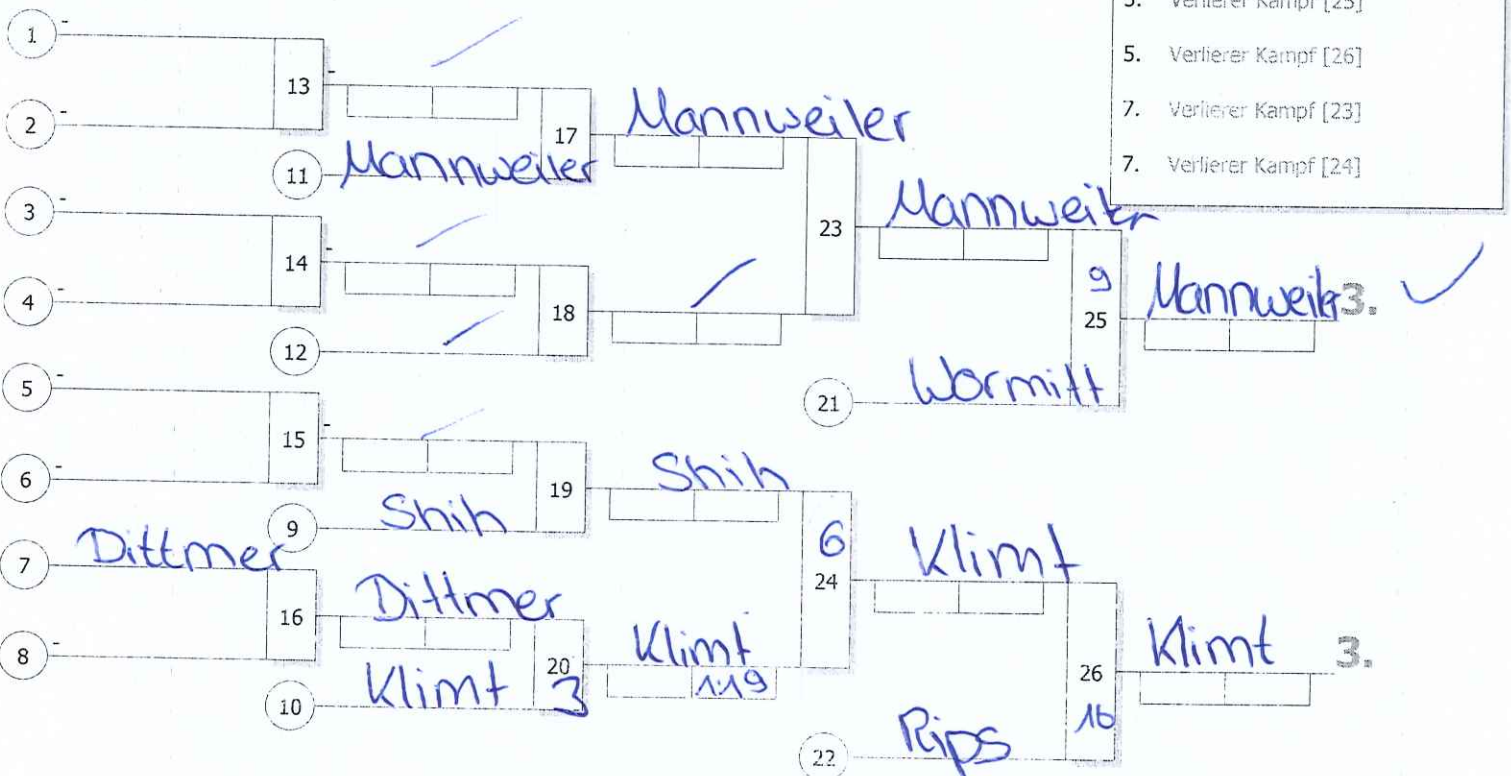 3. Verlierer Kampf [25]
5. Verlierer Kampf [26]
7. Verlierer Kampf [23]
7. Verlierer Kampf [24]
1 -
13 -
2 -
17 Mannweiler
11 Mannweiler
3 -
14 -
4 -
18
12
23 Mannweiler
9
25 Mannweiler 3.
21 Wormitt
5 -
15 -
6 -
19 Shih
9 Shih
7 Dittmer
16 Dittmer
8 -
20 Klimt
3 1:19
10 Klimt
6
24 Klimt
26 Klimt 3.
16
22 Rips